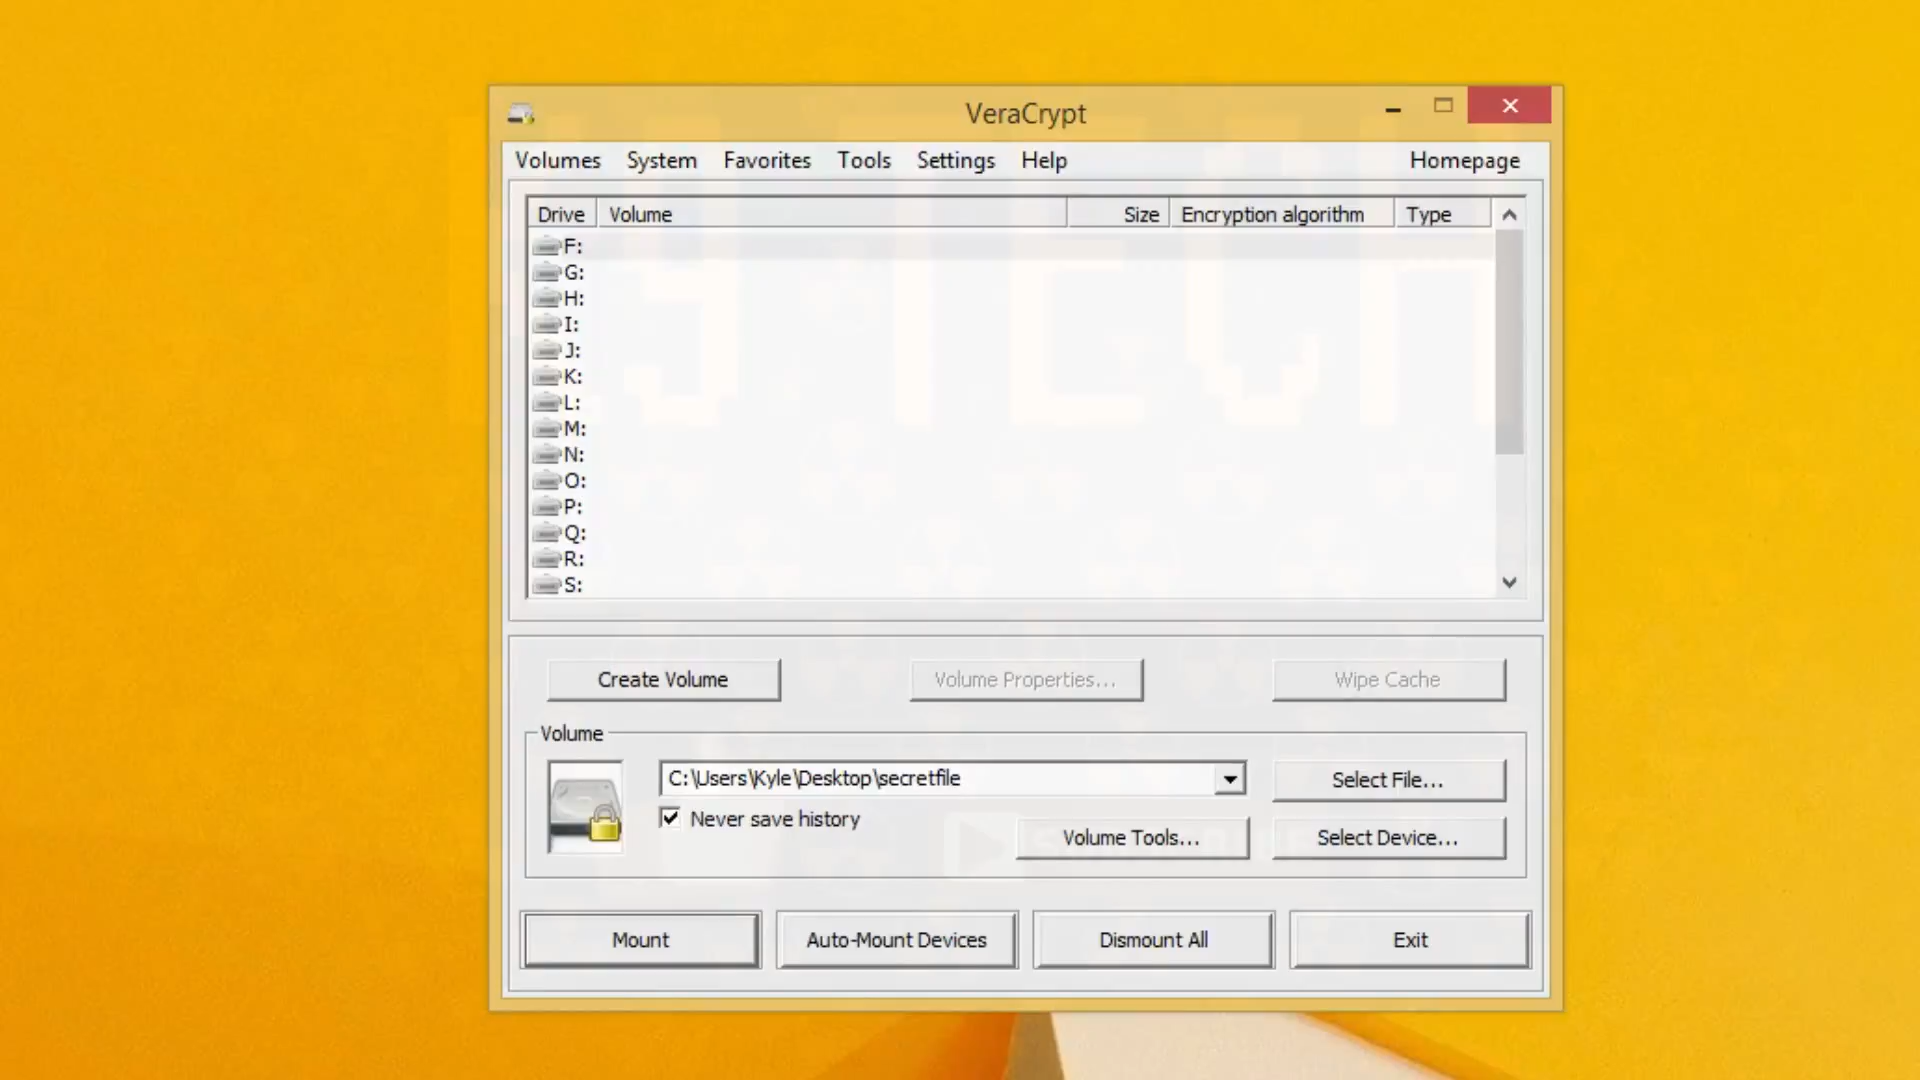 VeraCrypt
Volumes System Favorites Tools Settings Help Homepage
Drive Volume Size Encryption algorithm Type
F:
G:
H:
I:
J:
K:
L:
M:
N:
O:
P:
Q:
R:
S:
Create Volume Volume Properties... Wipe Cache
Volume
C:\Users\Kyle\Desktop\secretfile Select File...
Never save history Volume Tools... Select Device...
Mount Auto-Mount Devices Dismount All Exit